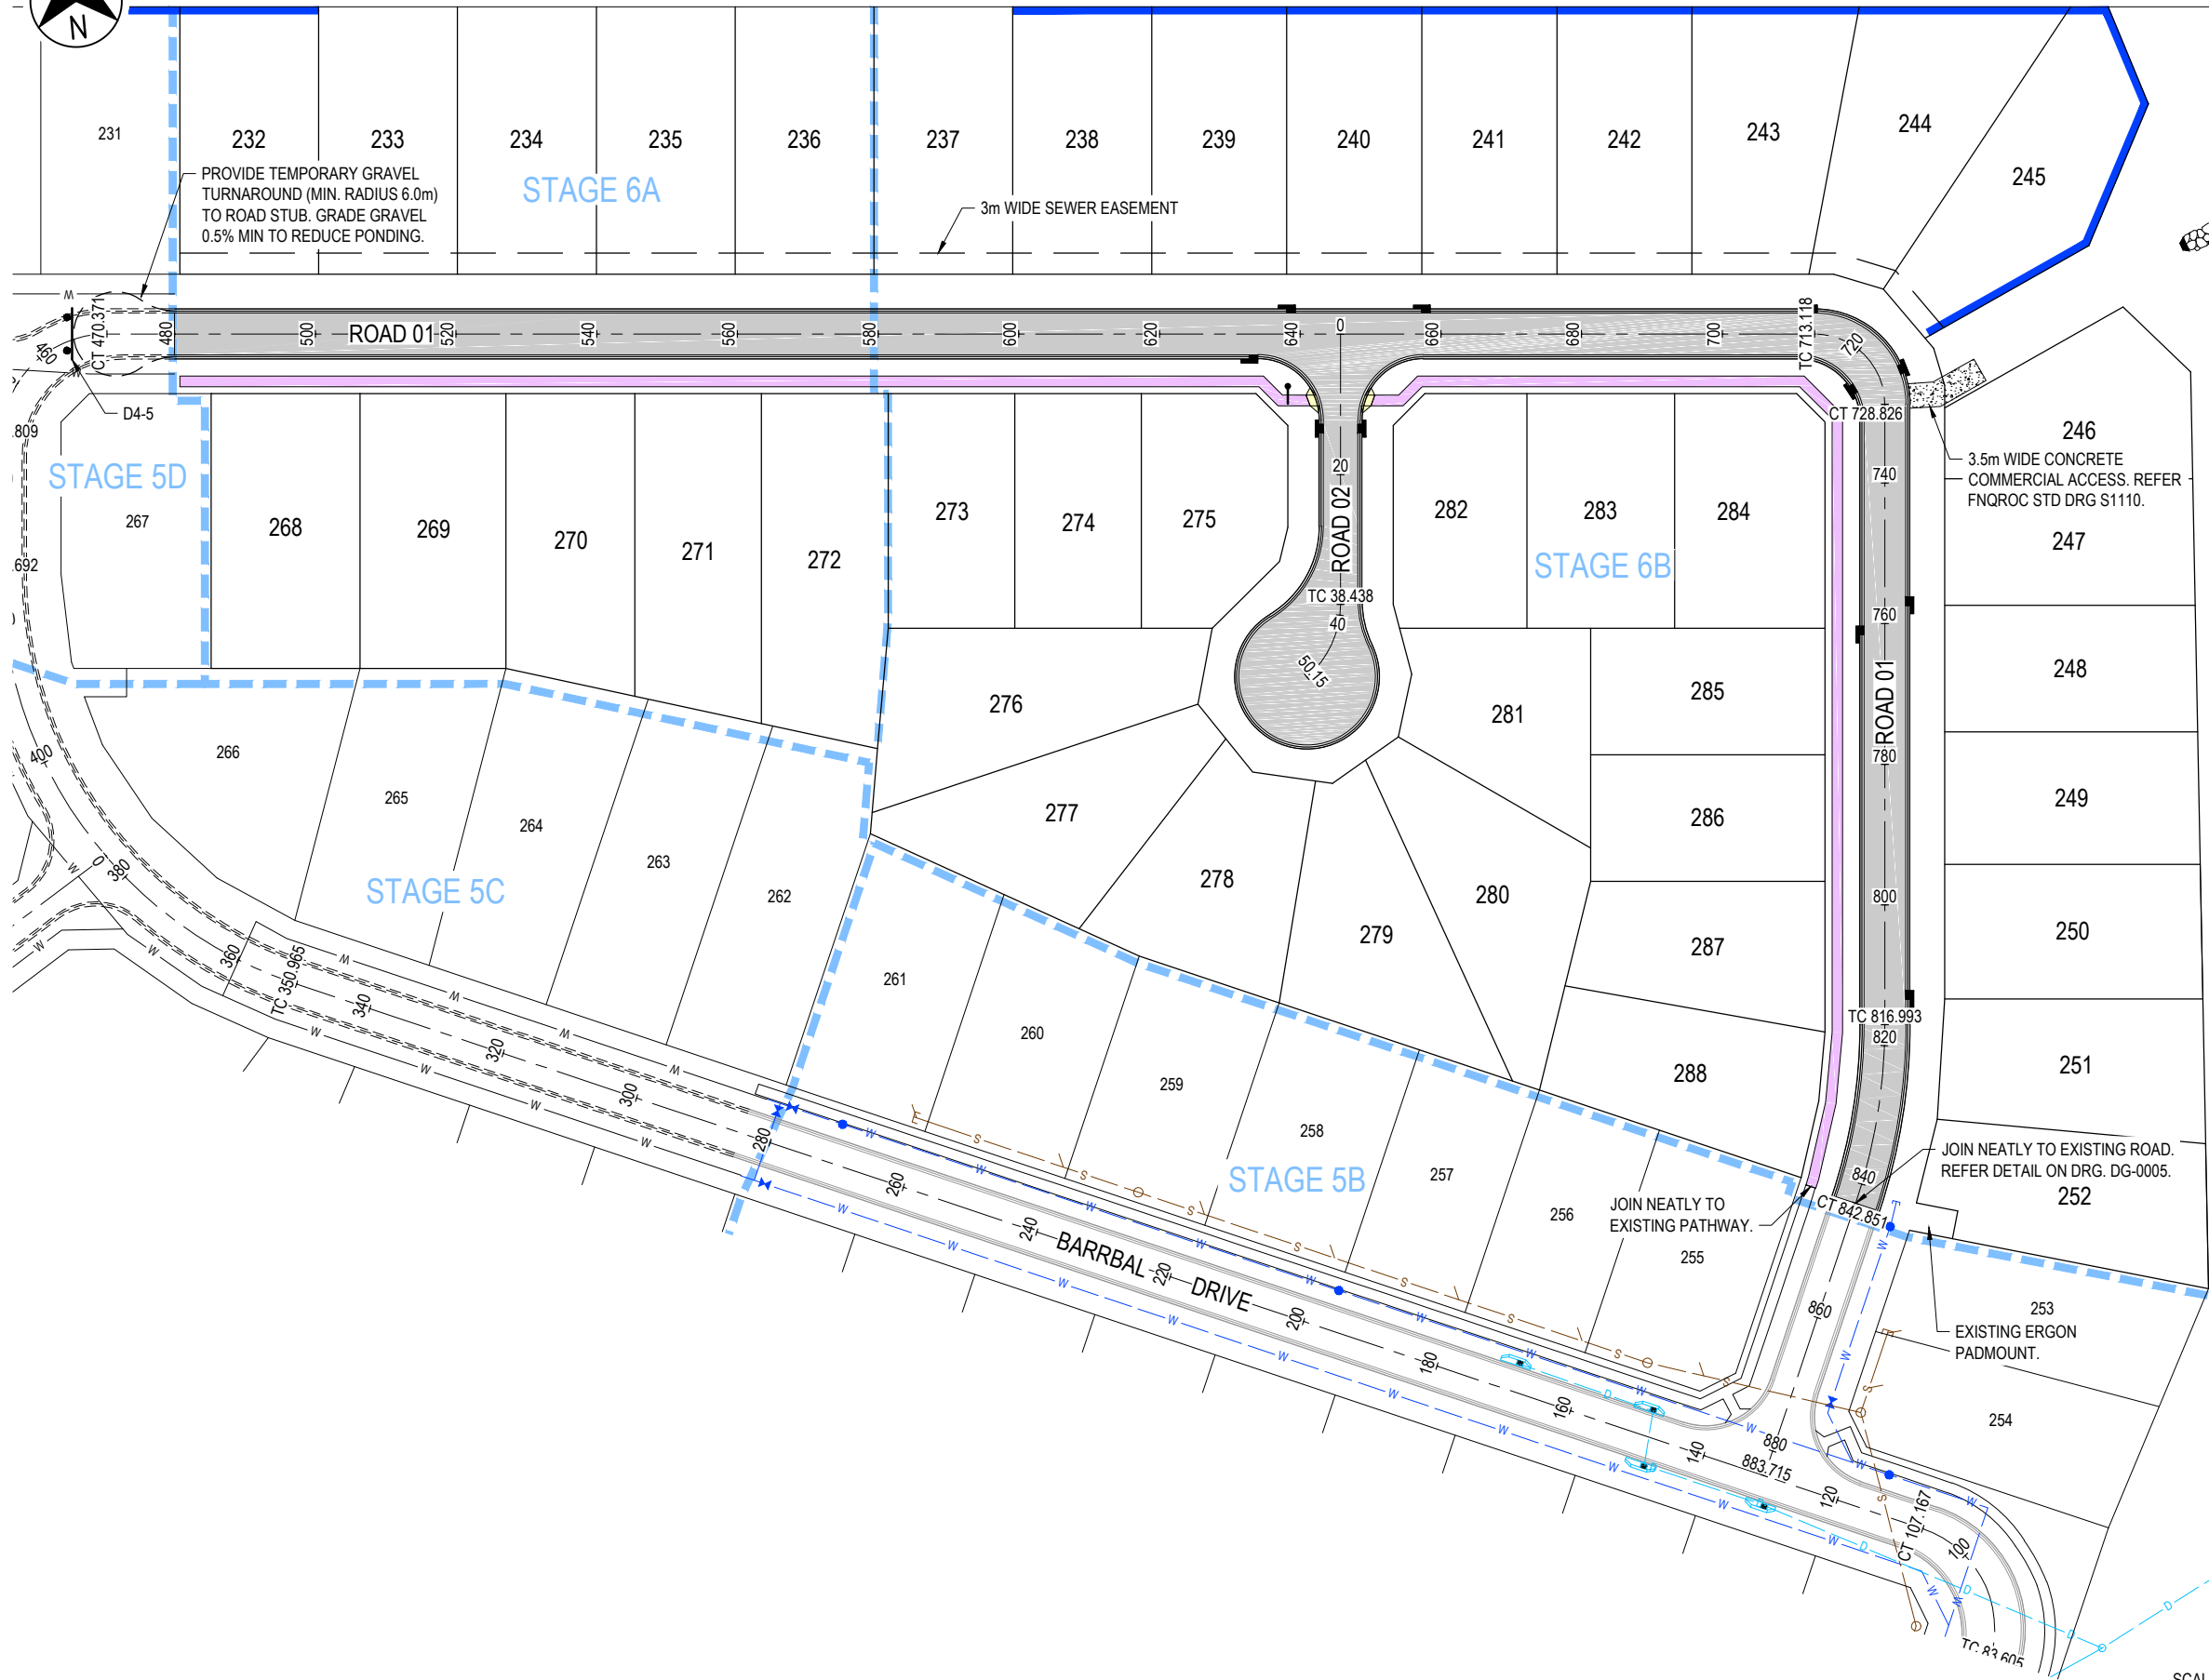 N
231
232
233
234
235
236
237
238
239
240
241
242
243
244
245
STAGE 6A
PROVIDE TEMPORARY GRAVEL
TURNAROUND (MIN. RADIUS 6.0m)
TO ROAD STUB. GRADE GRAVEL
0.5% MIN TO REDUCE PONDING.
3m WIDE SEWER EASEMENT
W
460
CT 470.371
480
500
ROAD 01
520
540
560
580
600
620
640
0
660
680
700
TC 713.118
720
CT 728.826
W
D4-5
.809
STAGE 5D
267
.692
268
269
270
271
272
273
274
275
20
ROAD 02
TC 38.438
40
50.15
282
283
284
STAGE 6B
246
3.5m WIDE CONCRETE
COMMERCIAL ACCESS. REFER
FNQROC STD DRG S1110.
247
740
760
ROAD 01
780
800
TC 816.993
820
840
CT 842.851
248
249
250
251
252
276
277
278
279
280
281
285
286
287
288
266
265
264
263
262
STAGE 5C
400
0
380
360
TC 350.965
340
320
300
280
260
240
BARRBAL DRIVE
220
200
180
160
140
883.715
120
CT 107.167
100
TC 83.605
261
260
259
258
257
256
255
STAGE 5B
JOIN NEATLY TO
EXISTING PATHWAY.
JOIN NEATLY TO EXISTING ROAD.
REFER DETAIL ON DRG. DG-0005.
253
EXISTING ERGON
PADMOUNT.
254
860
880
W W W W W W W W
W W W W W W W W
E S S S S S S S S
D D D D
SCAL